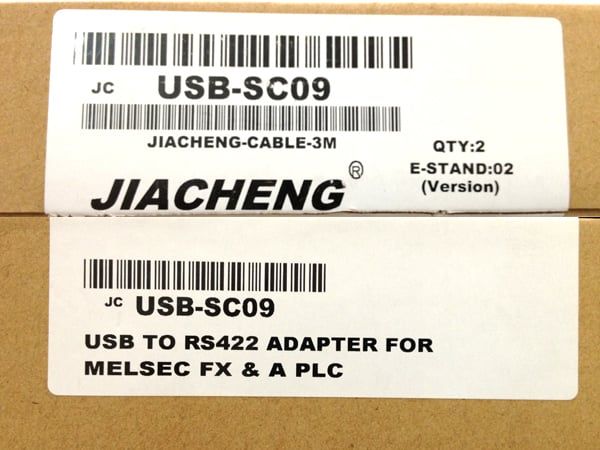 JC USB-SC09
JIACHENG-CABLE-3M
QTY:2
E-STAND:02
(Version)
JIACHENG®
JC USB-SC09
USB TO RS422 ADAPTER FOR
MELSEC FX & A PLC